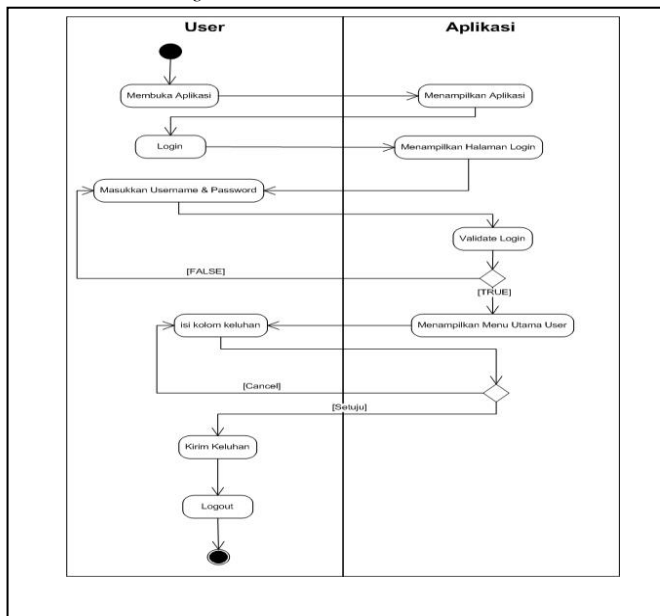 User
Aplikasi
Membuka Aplikasi
Menampilkan Aplikasi
Login
Menampilkan Halaman Login
Masukkan Username & Password
Validate Login
[FALSE]
[TRUE]
isi kolom keluhan
Menampilkan Menu Utama User
[Cancel]
[Setuju]
Kirim Keluhan
Logout